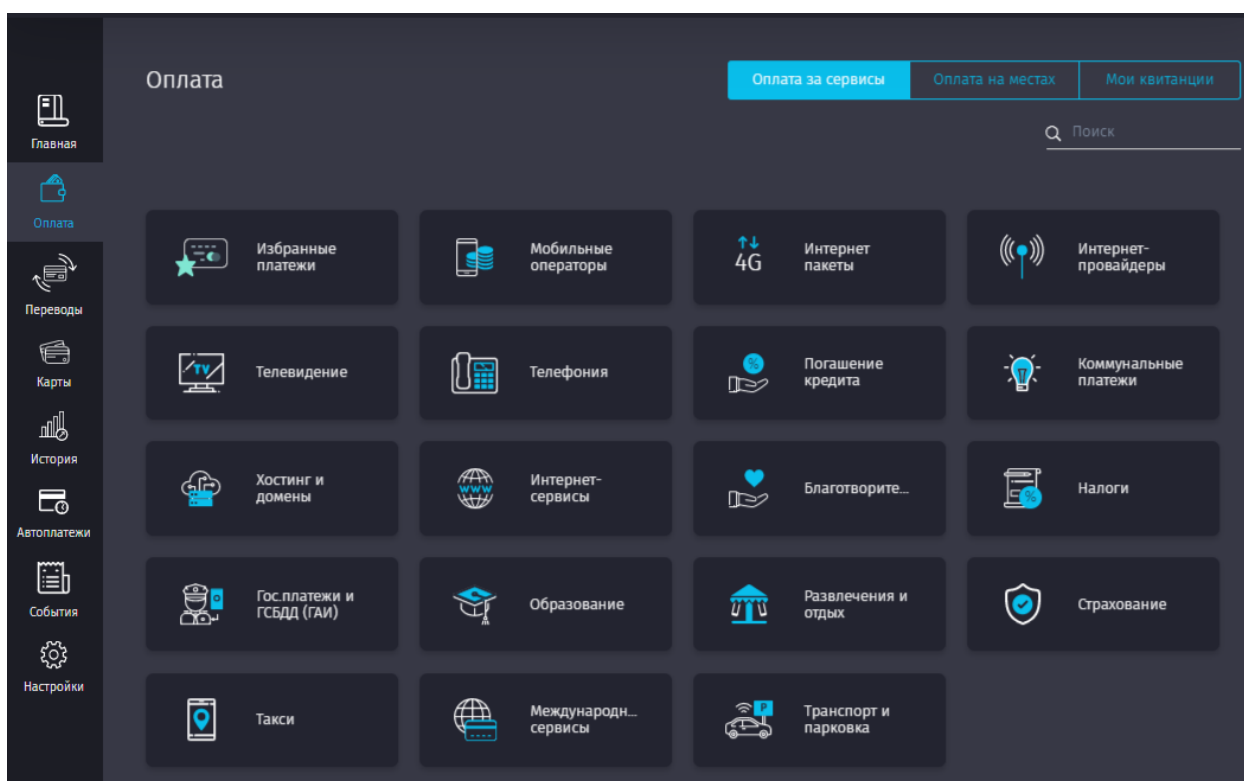 Оплата
Оплата за сервисы
Оплата на местах
Мои квитанции
Поиск
Главная
Оплата
Переводы
Карты
История
Автоплатежи
События
Настройки
Избранные
платежи
Мобильные
операторы
4G
Интернет
пакеты
Интернет-
провайдеры
TV
Телевидение
Телефония
%
Погашение
кредита
Коммунальные
платежи
Хостинг и
домены
www
Интернет-
сервисы
Благотворите...
%
Налоги
Гос.платежи и
ГСБДД (ГАИ)
Образование
Развлечения и
отдых
Страхование
Такси
Международн...
сервисы
P
Транспорт и
парковка